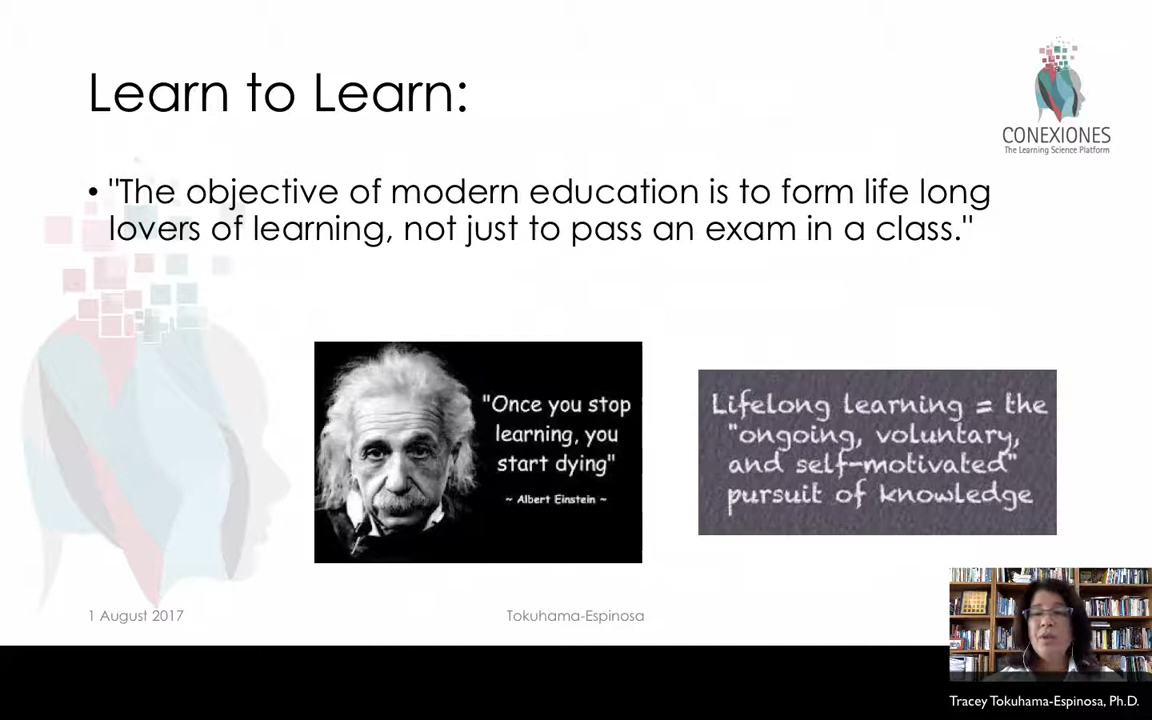 Learn to Learn:
CONEXIONES
The Learning Science Platform
• "The objective of modern education is to form life long
lovers of learning, not just to pass an exam in a class."
"Once you stop
learning, you
start dying"
~ Albert Einstein ~
Lifelong learning = the
"ongoing, voluntary,
and self-motivated"
pursuit of knowledge
1 August 2017
Tokuhama-Espinosa
Tracey Tokuhama-Espinosa, Ph.D.